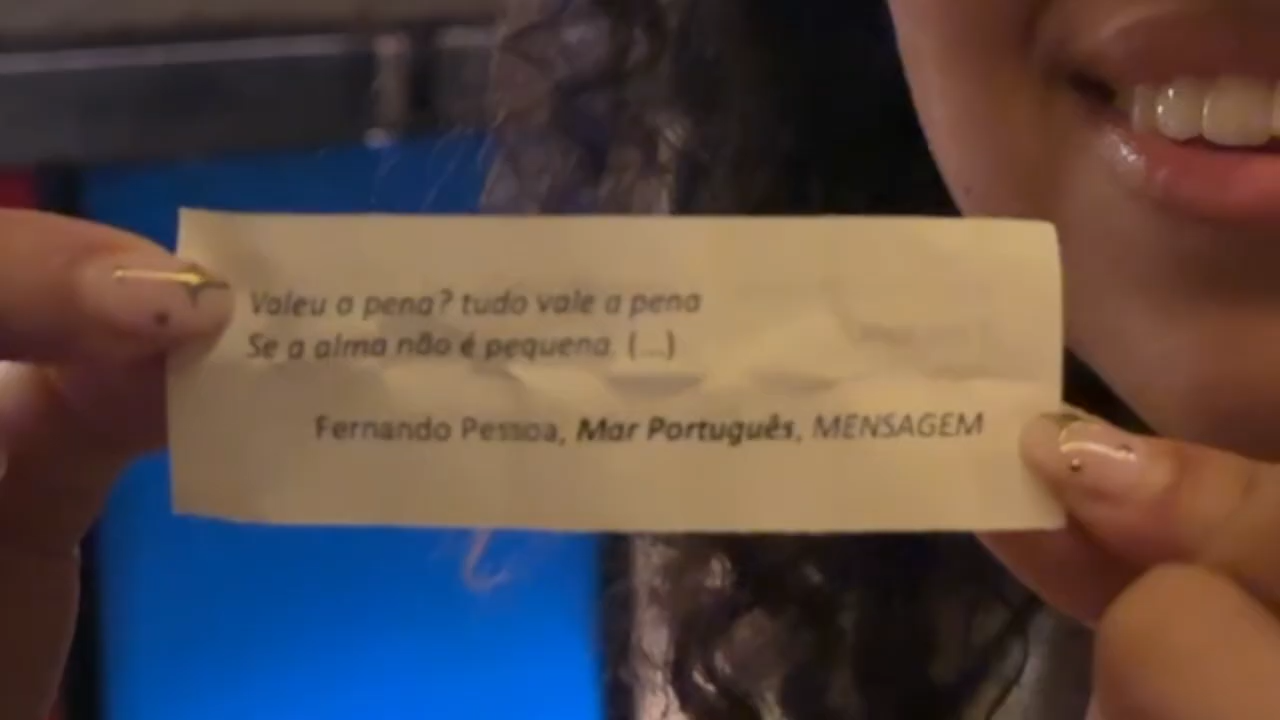 Valeu a pena? tudo vale a pena
Se a alma não é pequena. (...)
Fernando Pessoa, Mar Português, MENSAGEM